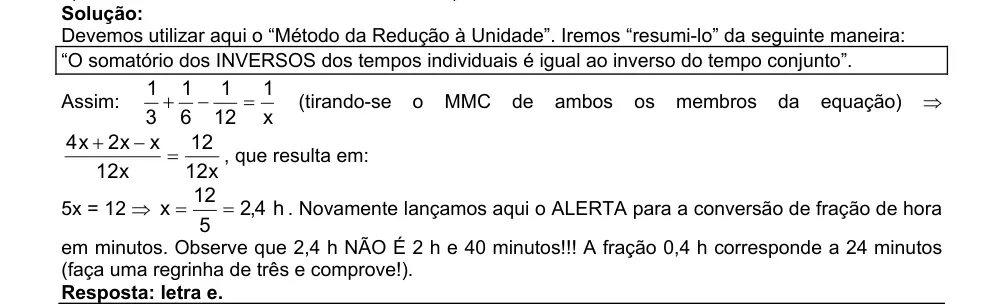 Solução:
Devemos utilizar aqui o “Método da Redução à Unidade”. Iremos “resumi-lo” da seguinte maneira:
“O somatório dos INVERSOS dos tempos individuais é igual ao inverso do tempo conjunto”.
Assim: 1/3 + 1/6 − 1/12 = 1/x (tirando-se o MMC de ambos os membros da equação) ⇒
(4x + 2x − x)/12x = 12/12x , que resulta em:
5x = 12 ⇒ x = 12/5 = 2,4 h . Novamente lançamos aqui o ALERTA para a conversão de fração de hora
em minutos. Observe que 2,4 h NÃO É 2 h e 40 minutos!!! A fração 0,4 h corresponde a 24 minutos
(faça uma regrinha de três e comprove!).
Resposta: letra e.